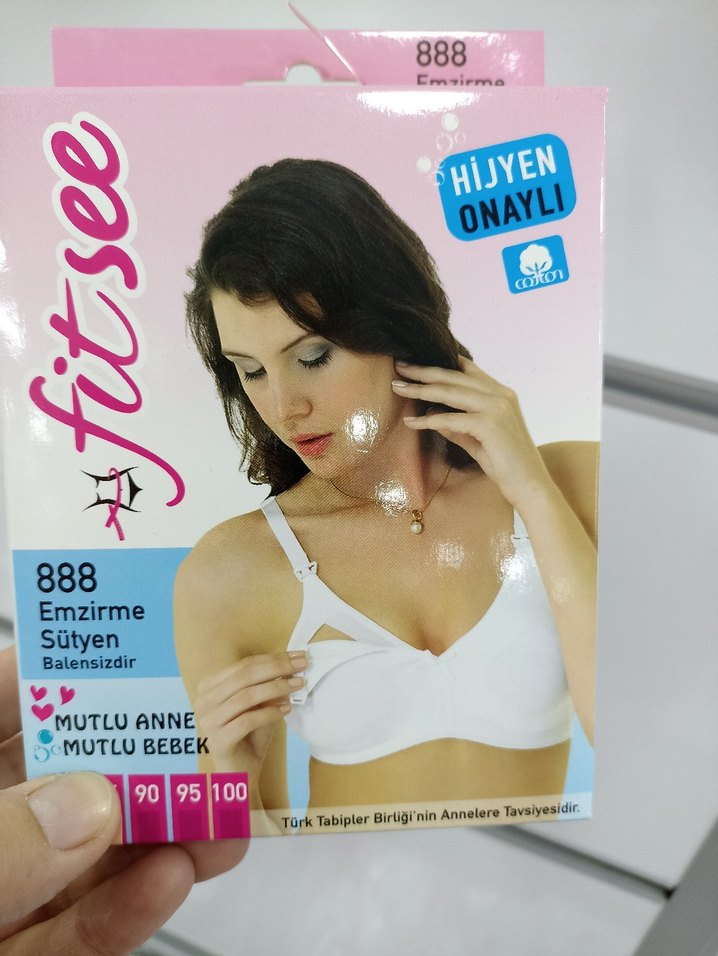 888
Emzirme
fitsee
HİJYEN
ONAYLI
cotton
888
Emzirme
Sütyen
Balensizdir
MUTLU ANNE
MUTLU BEBEK
90 95 100
Türk Tabipler Birliği'nin Annelere Tavsiyesidir.